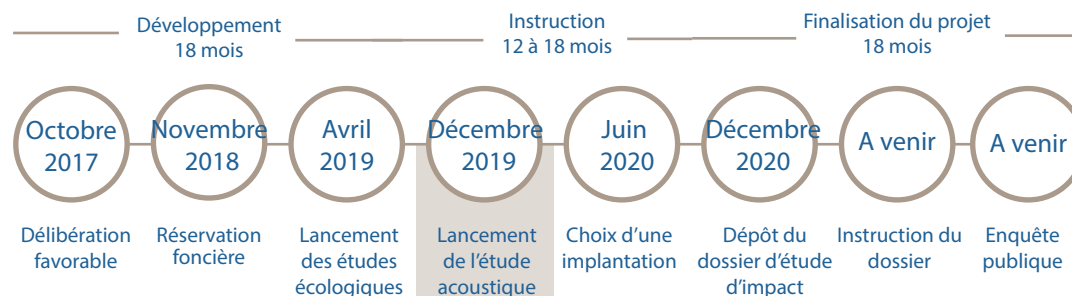 Développement
18 mois
Instruction
12 à 18 mois
Finalisation du projet
18 mois
Octobre
2017
Novembre
2018
Avril
2019
Décembre
2019
Juin
2020
Décembre
2020
A venir
A venir
Délibération
favorable
Réservation
foncière
Lancement
des études
écologiques
Lancement
de l’étude
acoustique
Choix d’une
implantation
Dépôt du
dossier d’étude
d’impact
Instruction du
dossier
Enquête
publique